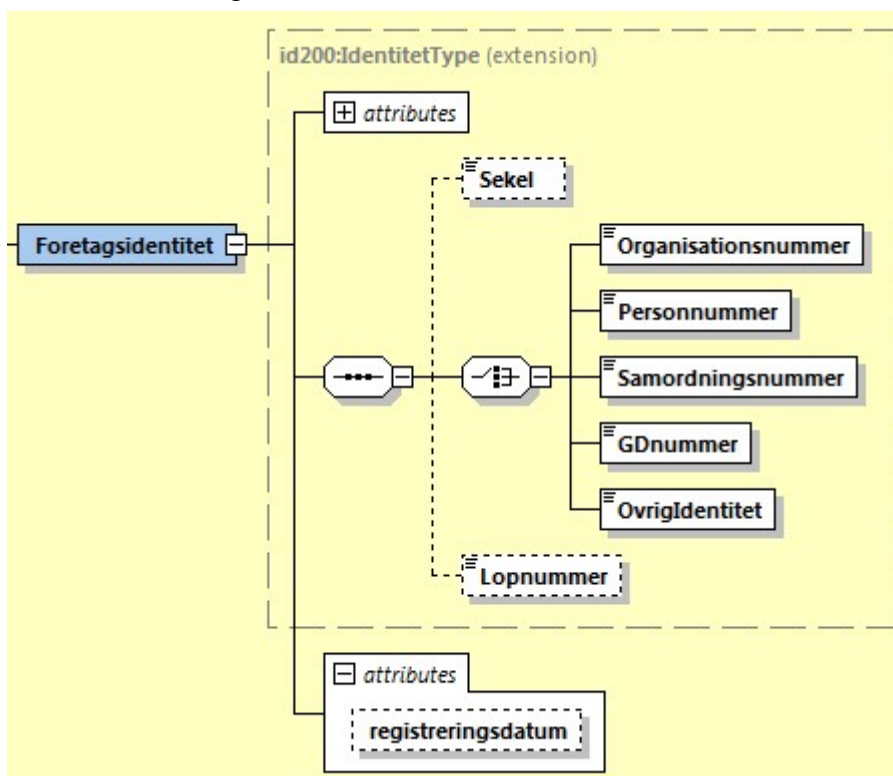 id200:IdentitetType (extension)
attributes
Sekel
Foretagsidentitet
Organisationsnummer
Personnummer
Samordningsnummer
GDnummer
OvrigIdentitet
Lopnummer
attributes
registreringsdatum